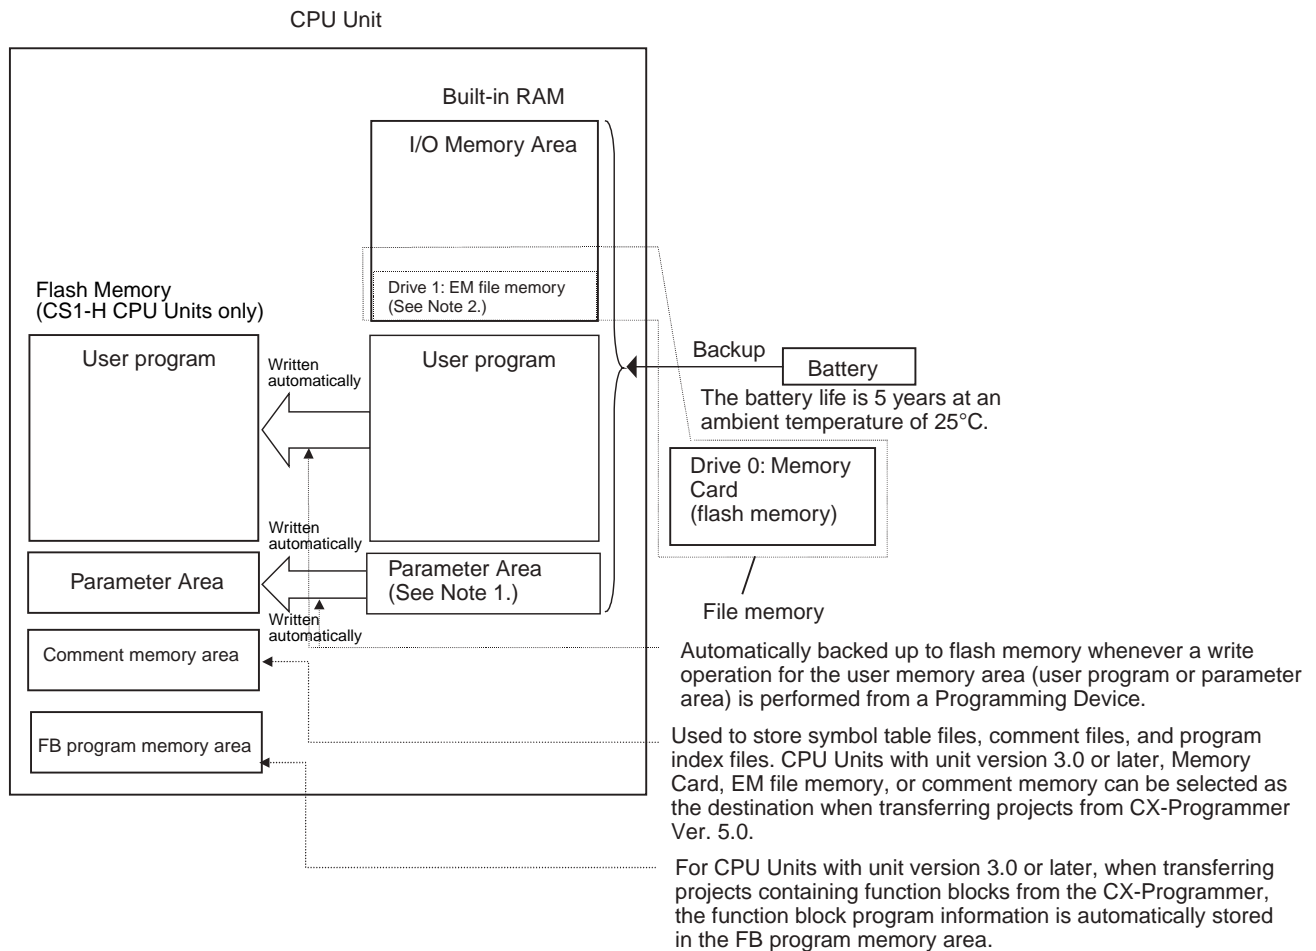 CPU Unit
Built-in RAM
I/O Memory Area
Drive 1: EM file memory
(See Note 2.)
Flash Memory
(CS1-H CPU Units only)
User program
Written
automatically
User program
Backup
Battery
The battery life is 5 years at an
ambient temperature of 25°C.
Drive 0: Memory
Card
(flash memory)
Written
automatically
Parameter Area
Parameter Area
(See Note 1.)
File memory
Written
automatically
Comment memory area
Automatically backed up to flash memory whenever a write
operation for the user memory area (user program or parameter
area) is performed from a Programming Device.
FB program memory area
Used to store symbol table files, comment files, and program
index files. CPU Units with unit version 3.0 or later, Memory
Card, EM file memory, or comment memory can be selected as
the destination when transferring projects from CX-Programmer
Ver. 5.0.
For CPU Units with unit version 3.0 or later, when transferring
projects containing function blocks from the CX-Programmer,
the function block program information is automatically stored
in the FB program memory area.